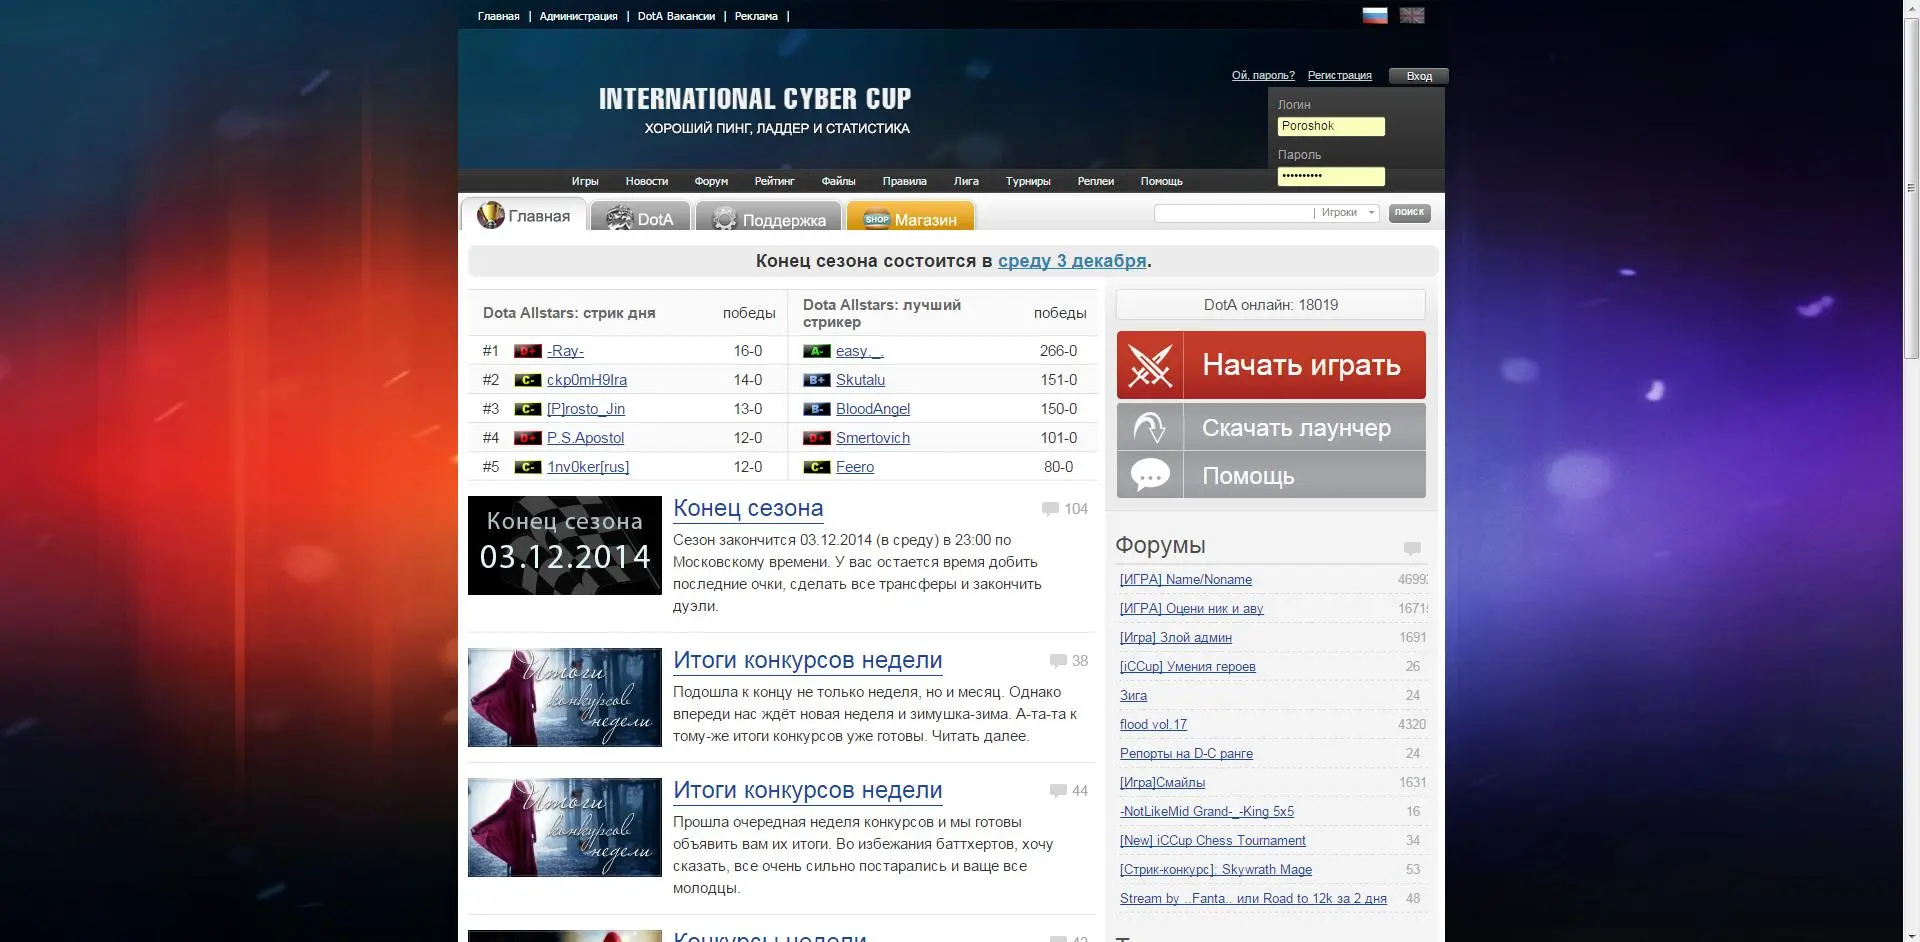 Главная | Администрация | DotA Вакансии | Реклама |
Ой, пароль? Регистрация Вход
INTERNATIONAL CYBER CUP
ХОРОШИЙ ПИНГ, ЛАДДЕР И СТАТИСТИКА
Логин
Poroshok
Пароль
••••••••••
Игры Новости Форум Рейтинг Файлы Правила Лига Турниры Реплеи Помощь
Главная DotA Поддержка SHOP Магазин | Игроки ПОИСК
Конец сезона состоится в среду 3 декабря.
Dota Allstars: стрик дня победы
#1 D+ -Ray- 16-0
#2 C- ckp0mH9Ira 14-0
#3 C- [P]rosto_Jin 13-0
#4 D+ P.S.Apostol 12-0
#5 C- 1nv0ker[rus] 12-0
Dota Allstars: лучший
стрикер победы
A- easy._. 266-0
B+ Skutalu 151-0
B- BloodAngel 150-0
D+ Smertovich 101-0
C- Feero 80-0
Конец сезона
03.12.2014
Конец сезона 104
Сезон закончится 03.12.2014 (в среду) в 23:00 по
Московскому времени. У вас остается время добить
последние очки, сделать все трансферы и закончить
дуэли.
Итоги
конкурсов
недели
Итоги конкурсов недели 38
Подошла к концу не только неделя, но и месяц. Однако
впереди нас ждёт новая неделя и зимушка-зима. А-та-та к
тому-же итоги конкурсов уже готовы. Читать далее.
Итоги
конкурсов
недели
Итоги конкурсов недели 44
Прошла очередная неделя конкурсов и мы готовы
объявить вам их итоги. Во избежания баттхертов, хочу
сказать, все очень сильно постарались и ваще все
молодцы.
Конкурсы недели
DotA онлайн: 18019
Начать играть
Скачать лаунчер
Помощь
Форумы
[ИГРА] Name/Noname 4699
[ИГРА] Оцени ник и аву 1671
[Игра] Злой админ 1691
[iCCup] Умения героев 26
Зига 24
flood vol.17 4320
Репорты на D-C ранге 24
[Игра]Смайлы 1631
-NotLikeMid Grand-_-King 5x5 16
[New] iCCup Chess Tournament 34
[Стрик-конкурс]: Skywrath Mage 53
Stream by ..Fanta.. или Road to 12k за 2 дня 48